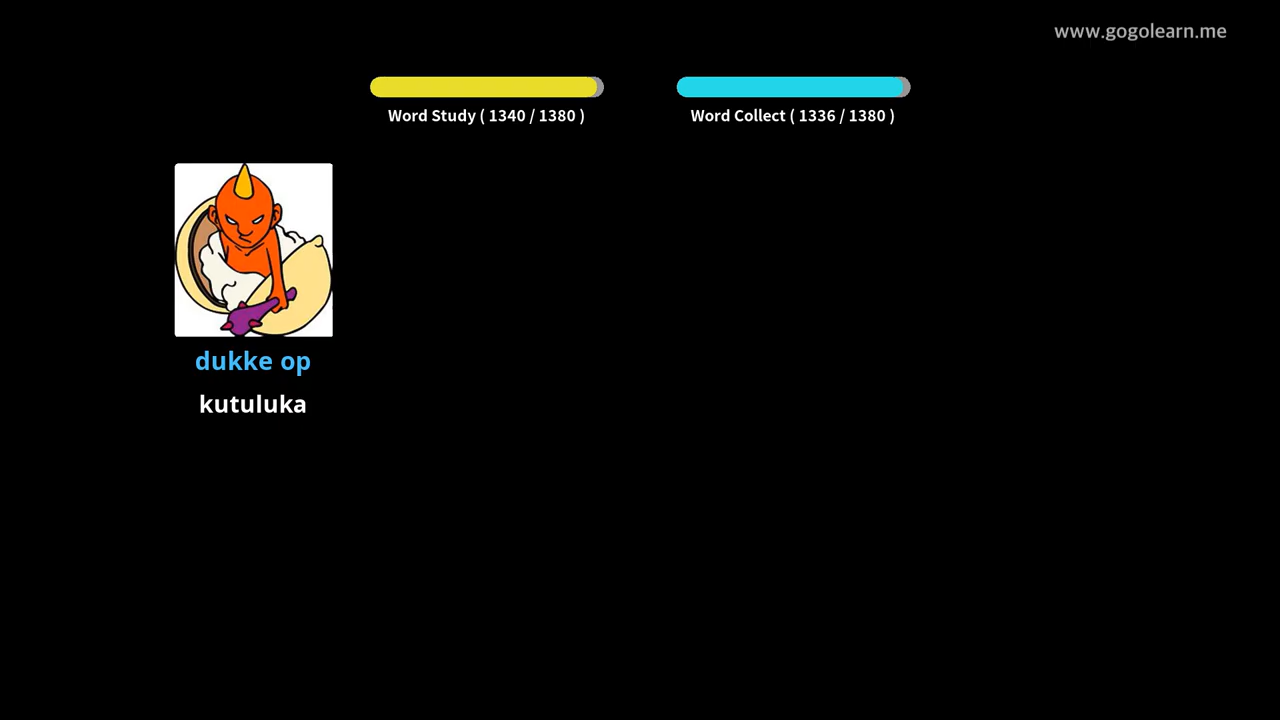 www.gogolearn.me
Word Study ( 1340 / 1380 )
Word Collect ( 1336 / 1380 )
dukke op
kutuluka